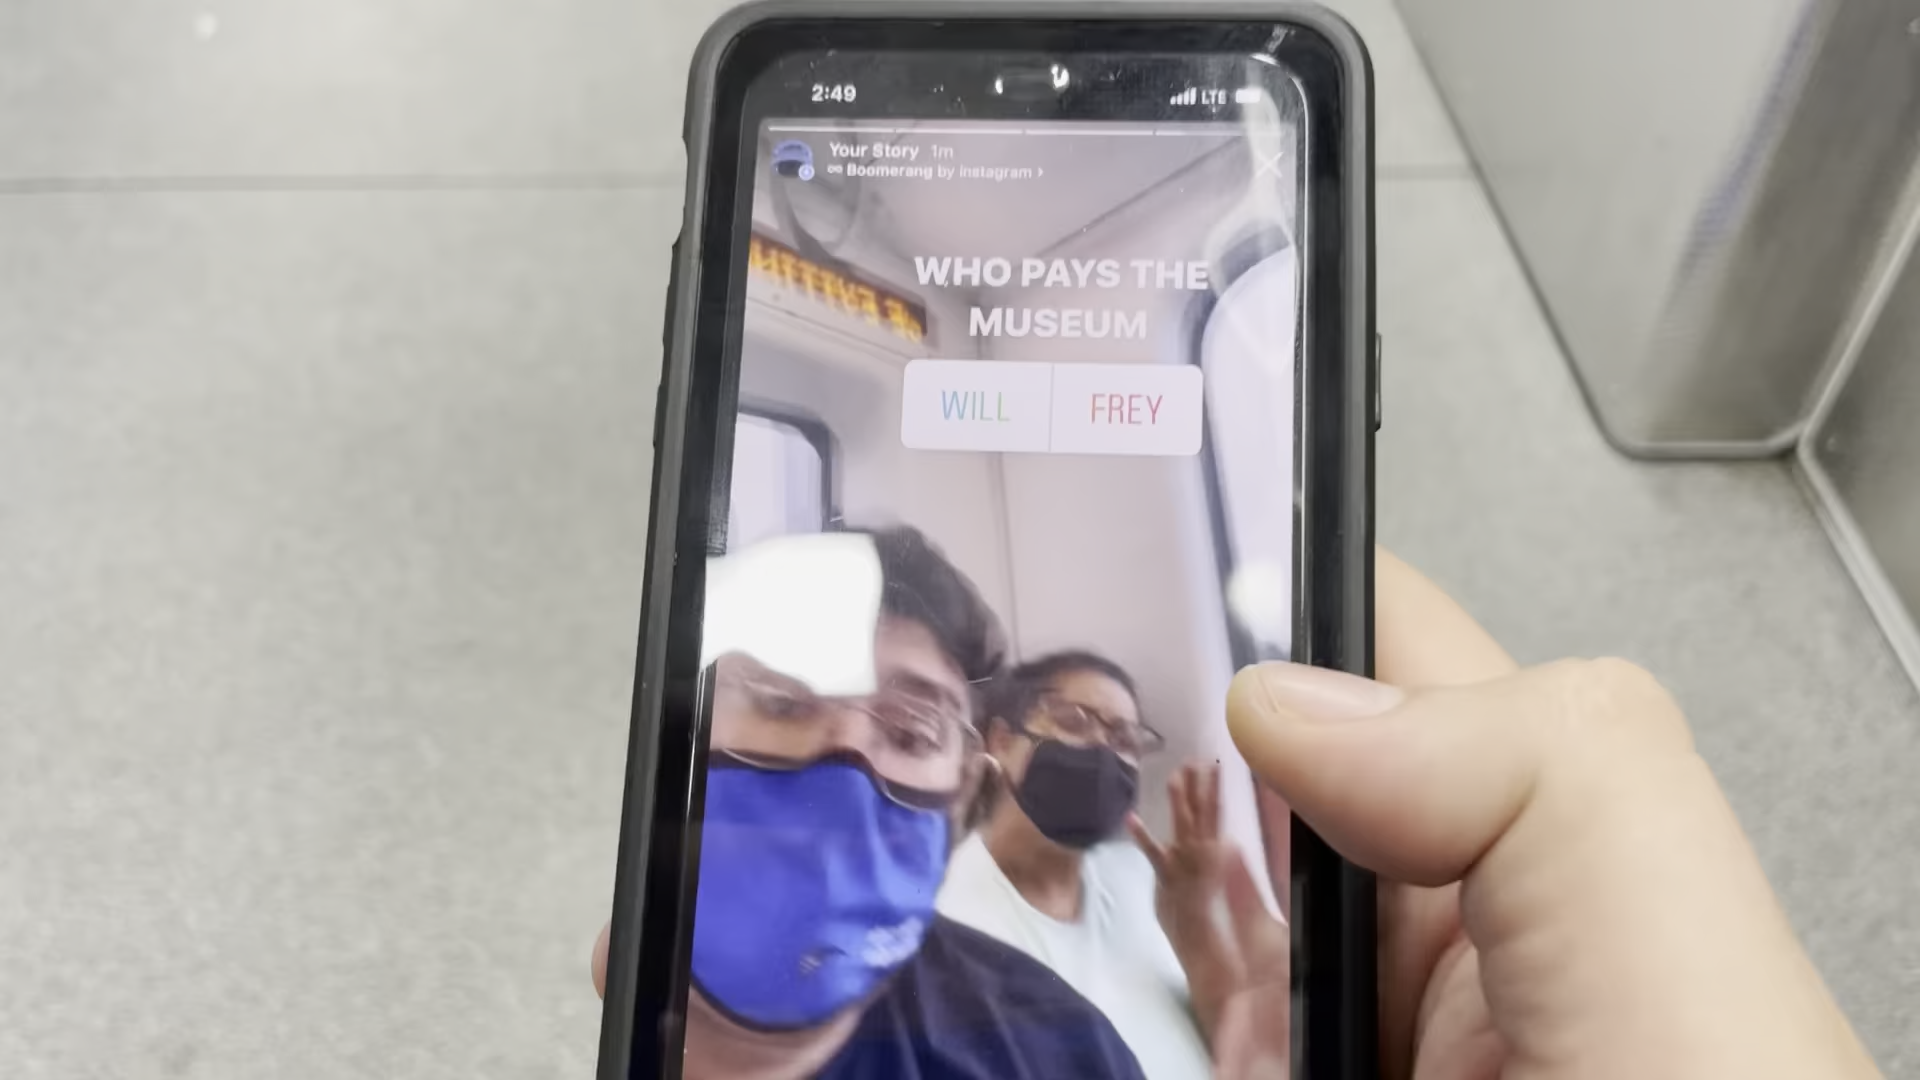 2:49
LTE
Your Story 1m
∞ Boomerang by Instagram ›
WHO PAYS THE
MUSEUM
WILL FREY